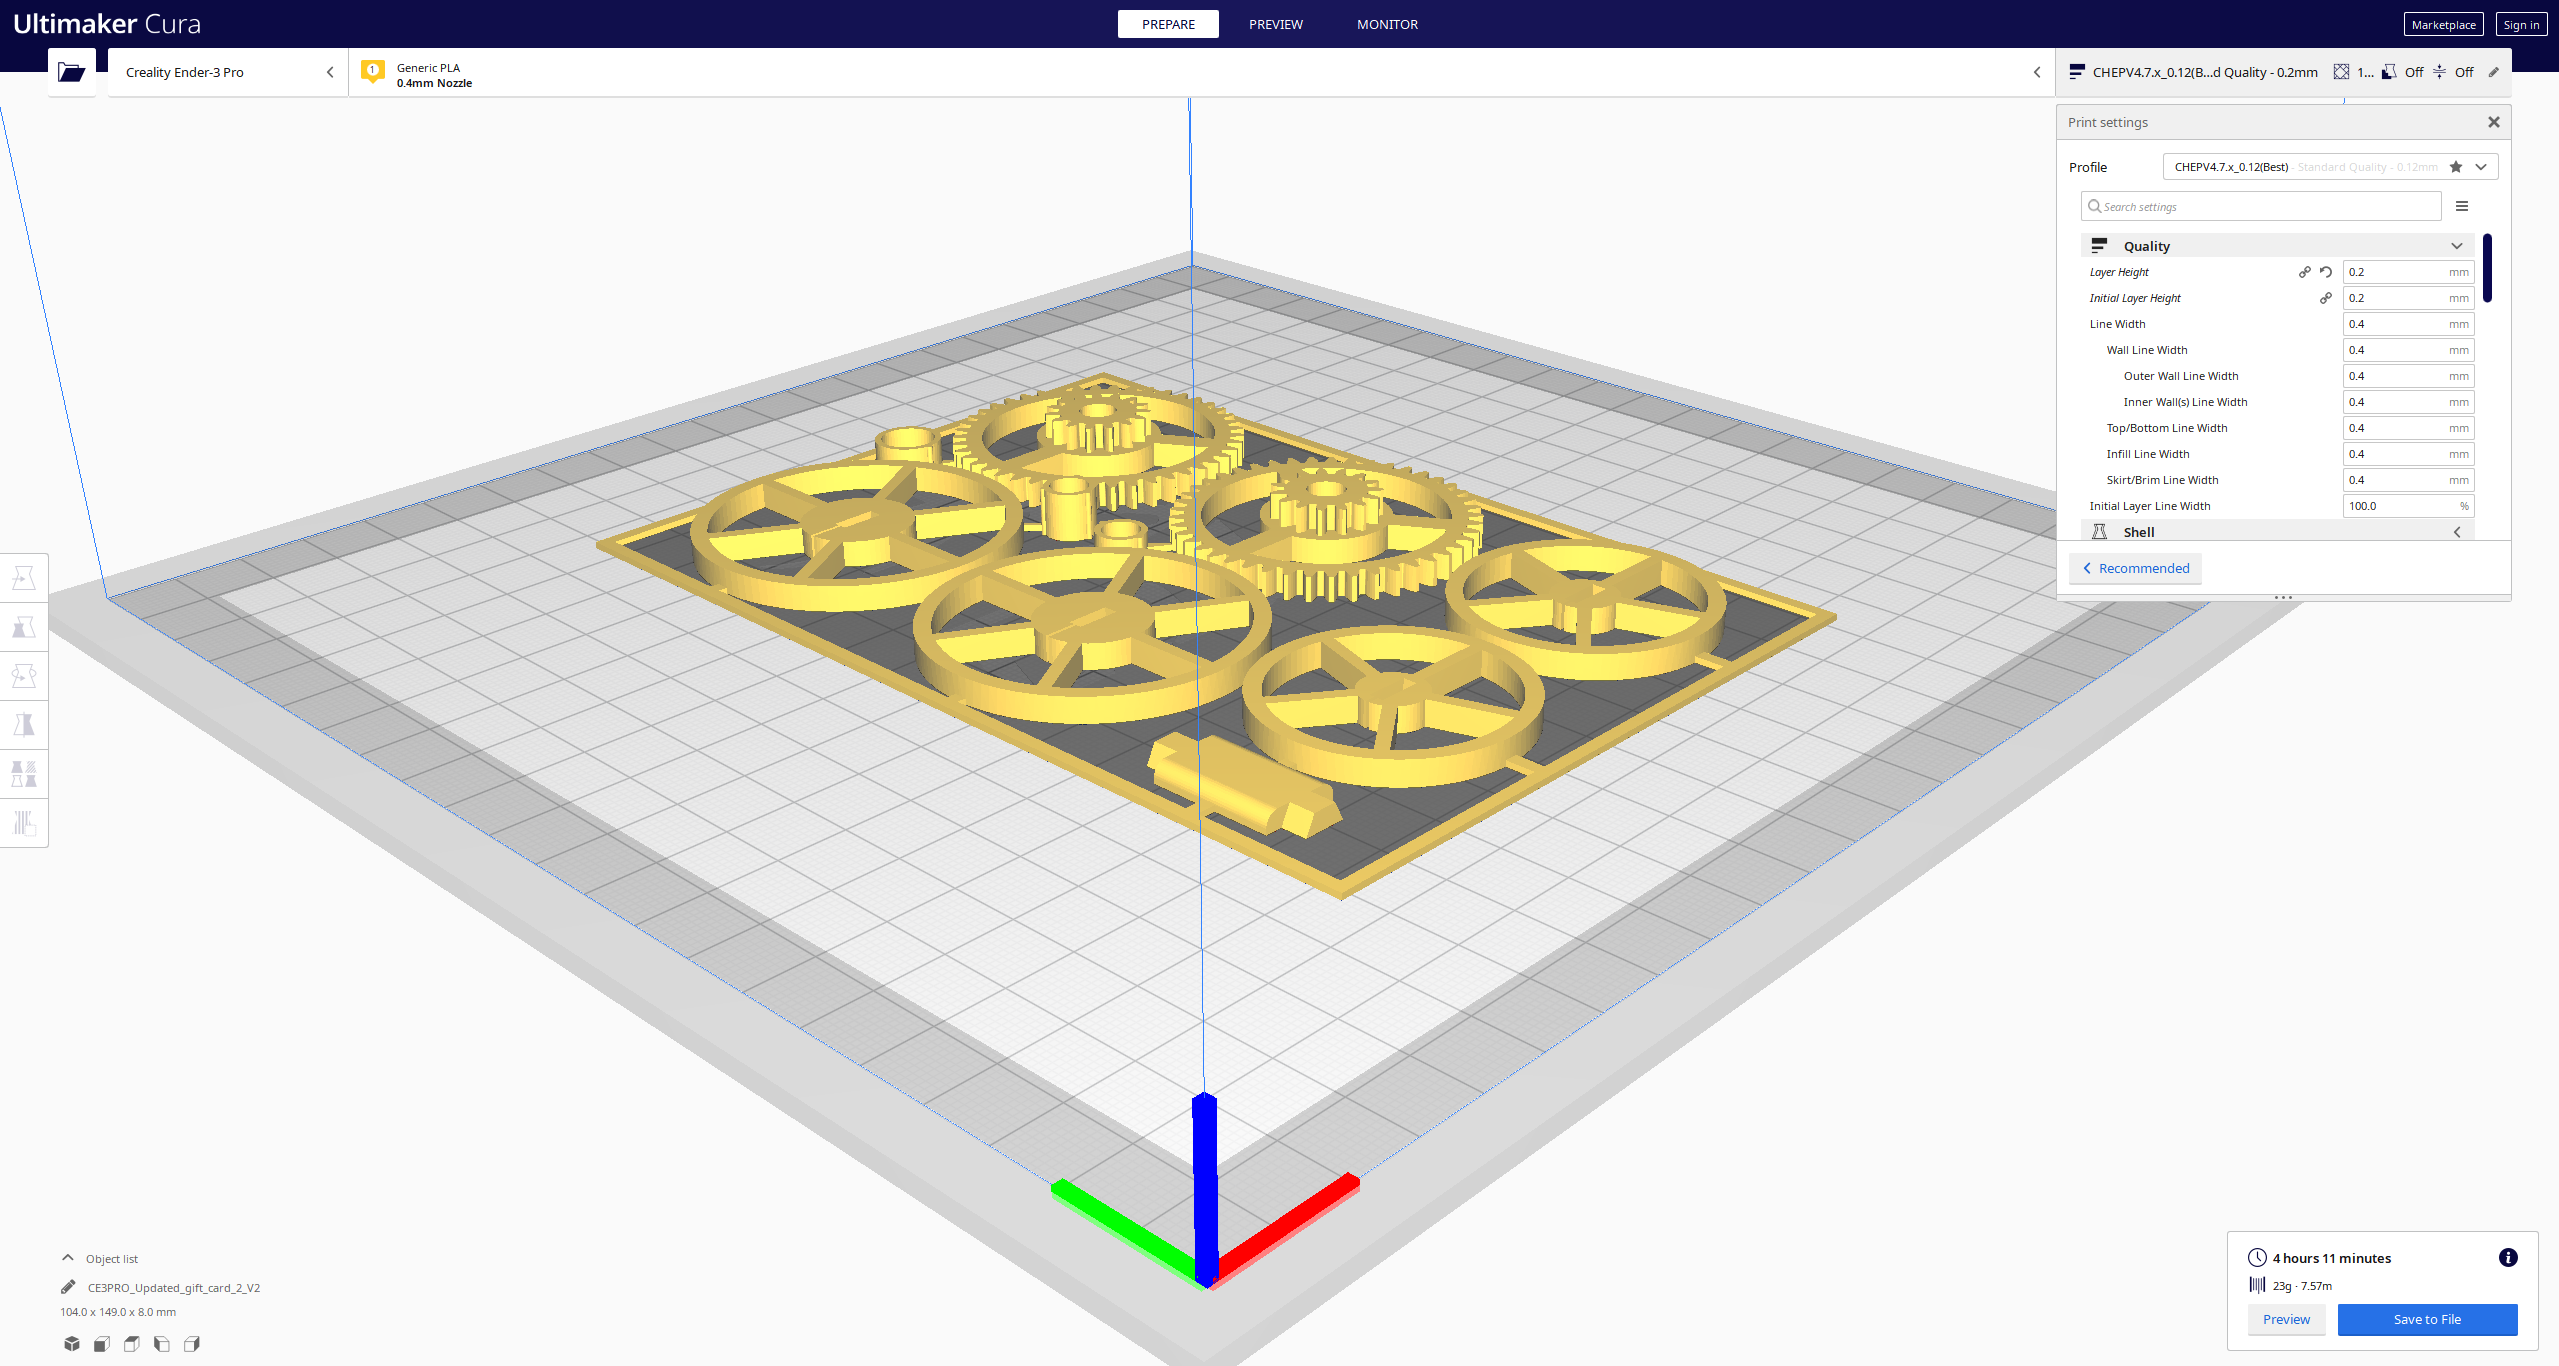 Ultimaker Cura
PREPARE
PREVIEW
MONITOR
Marketplace
Sign in
Creality Ender-3 Pro
1
Generic PLA
0.4mm Nozzle
CHEPV4.7.x_0.12(B...d Quality - 0.2mm
1...
Off
Off
Print settings
Profile
CHEPV4.7.x_0.12(Best) - Standard Quality - 0.12mm
Search settings
Quality
Layer Height 0.2 mm
Initial Layer Height 0.2 mm
Line Width 0.4 mm
Wall Line Width 0.4 mm
Outer Wall Line Width 0.4 mm
Inner Wall(s) Line Width 0.4 mm
Top/Bottom Line Width 0.4 mm
Infill Line Width 0.4 mm
Skirt/Brim Line Width 0.4 mm
Initial Layer Line Width 100.0 %
Shell
Recommended
Object list
CE3PRO_Updated_gift_card_2_V2
104.0 x 149.0 x 8.0 mm
4 hours 11 minutes
23g · 7.57m
Preview
Save to File